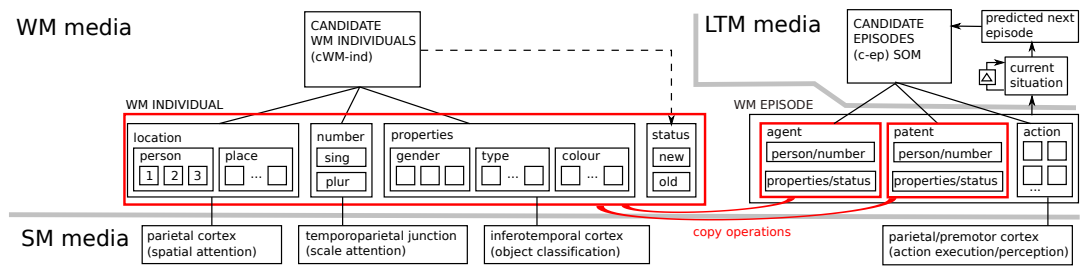 WM media
CANDIDATE
WM INDIVIDUALS
(cWM-ind)
LTM media
CANDIDATE
EPISODES
(c-ep) SOM
predicted next
episode
current
situation
WM INDIVIDUAL
location
person
1 2 3
place
...
number
sing
plur
properties
gender
type
...
colour
...
status
new
old
WM EPISODE
agent
person/number
properties/status
patent
person/number
properties/status
action
...
copy operations
SM media
parietal cortex
(spatial attention)
temporoparietal junction
(scale attention)
inferotemporal cortex
(object classification)
parietal/premotor cortex
(action execution/perception)